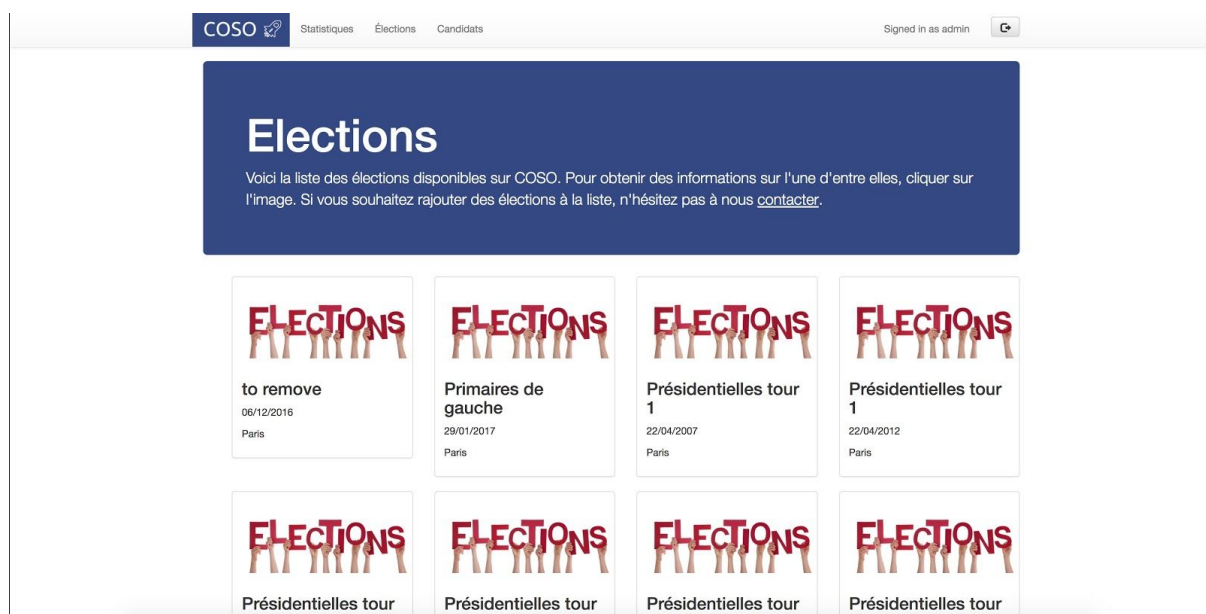 COSO Statistiques Élections Candidats Signed in as admin
Elections
Voici la liste des élections disponibles sur COSO. Pour obtenir des informations sur l'une d'entre elles, cliquer sur
l'image. Si vous souhaitez rajouter des élections à la liste, n'hésitez pas à nous contacter.
ELECTIONS
to remove
06/12/2016
Paris
ELECTIONS
Primaires de
gauche
29/01/2017
Paris
ELECTIONS
Présidentielles tour
1
22/04/2007
Paris
ELECTIONS
Présidentielles tour
1
22/04/2012
Paris
ELECTIONS
Présidentielles tour
ELECTIONS
Présidentielles tour
ELECTIONS
Présidentielles tour
ELECTIONS
Présidentielles tour